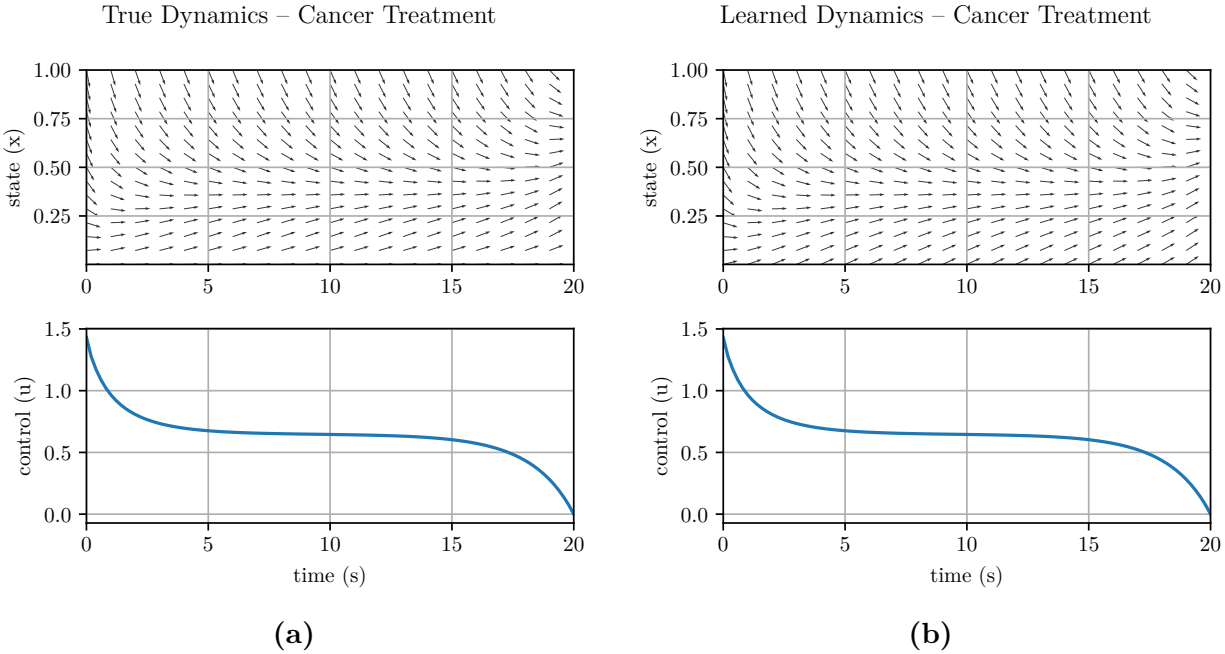 True Dynamics – Cancer Treatment
1.00
0.75
0.50
0.25
state (x)
0 5 10 15 20
1.5
1.0
0.5
0.0
control (u)
0 5 10 15 20
time (s)
(a)
Learned Dynamics – Cancer Treatment
1.00
0.75
0.50
0.25
state (x)
0 5 10 15 20
1.5
1.0
0.5
0.0
control (u)
0 5 10 15 20
time (s)
(b)